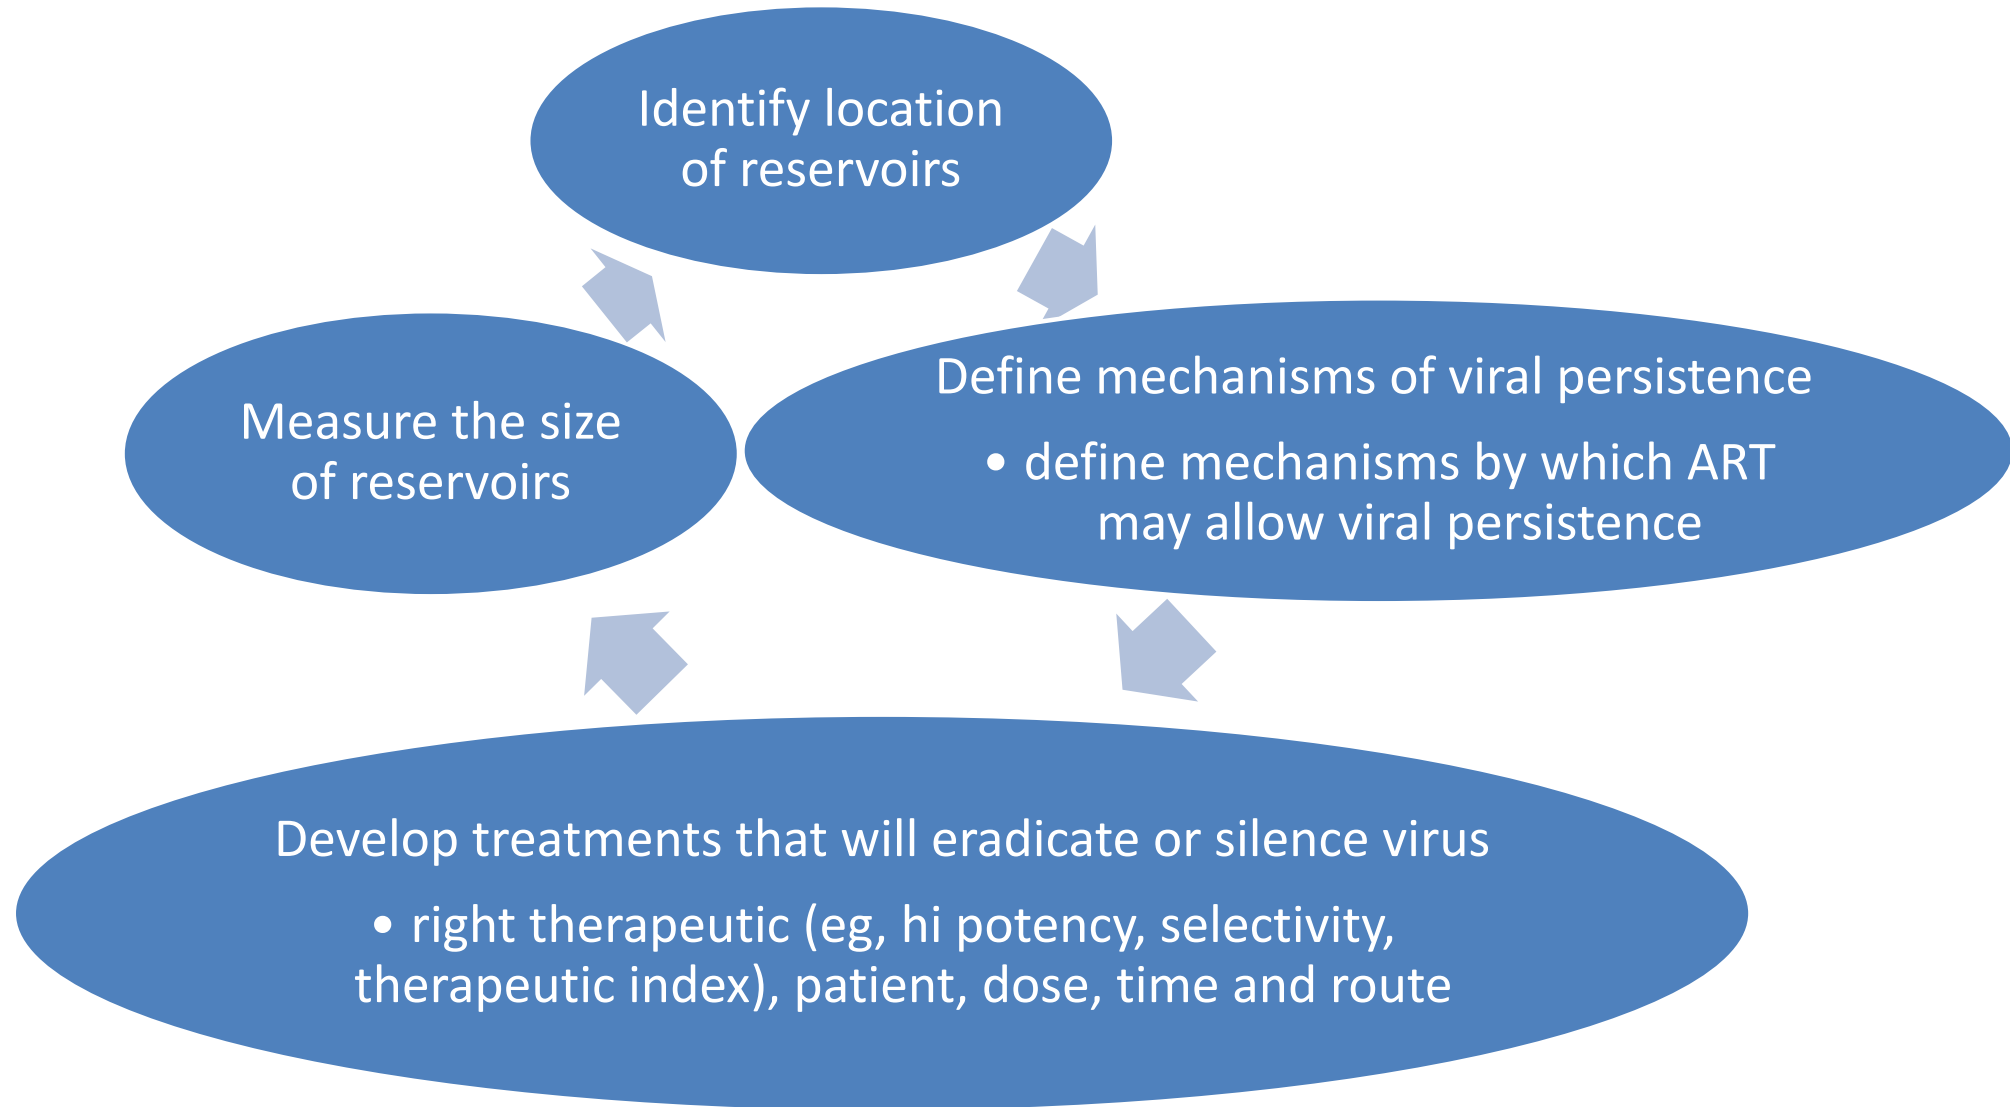 Identify location
of reservoirs
Measure the size
of reservoirs
Define mechanisms of viral persistence
• define mechanisms by which ART
may allow viral persistence
Develop treatments that will eradicate or silence virus
• right therapeutic (eg, hi potency, selectivity,
therapeutic index), patient, dose, time and route